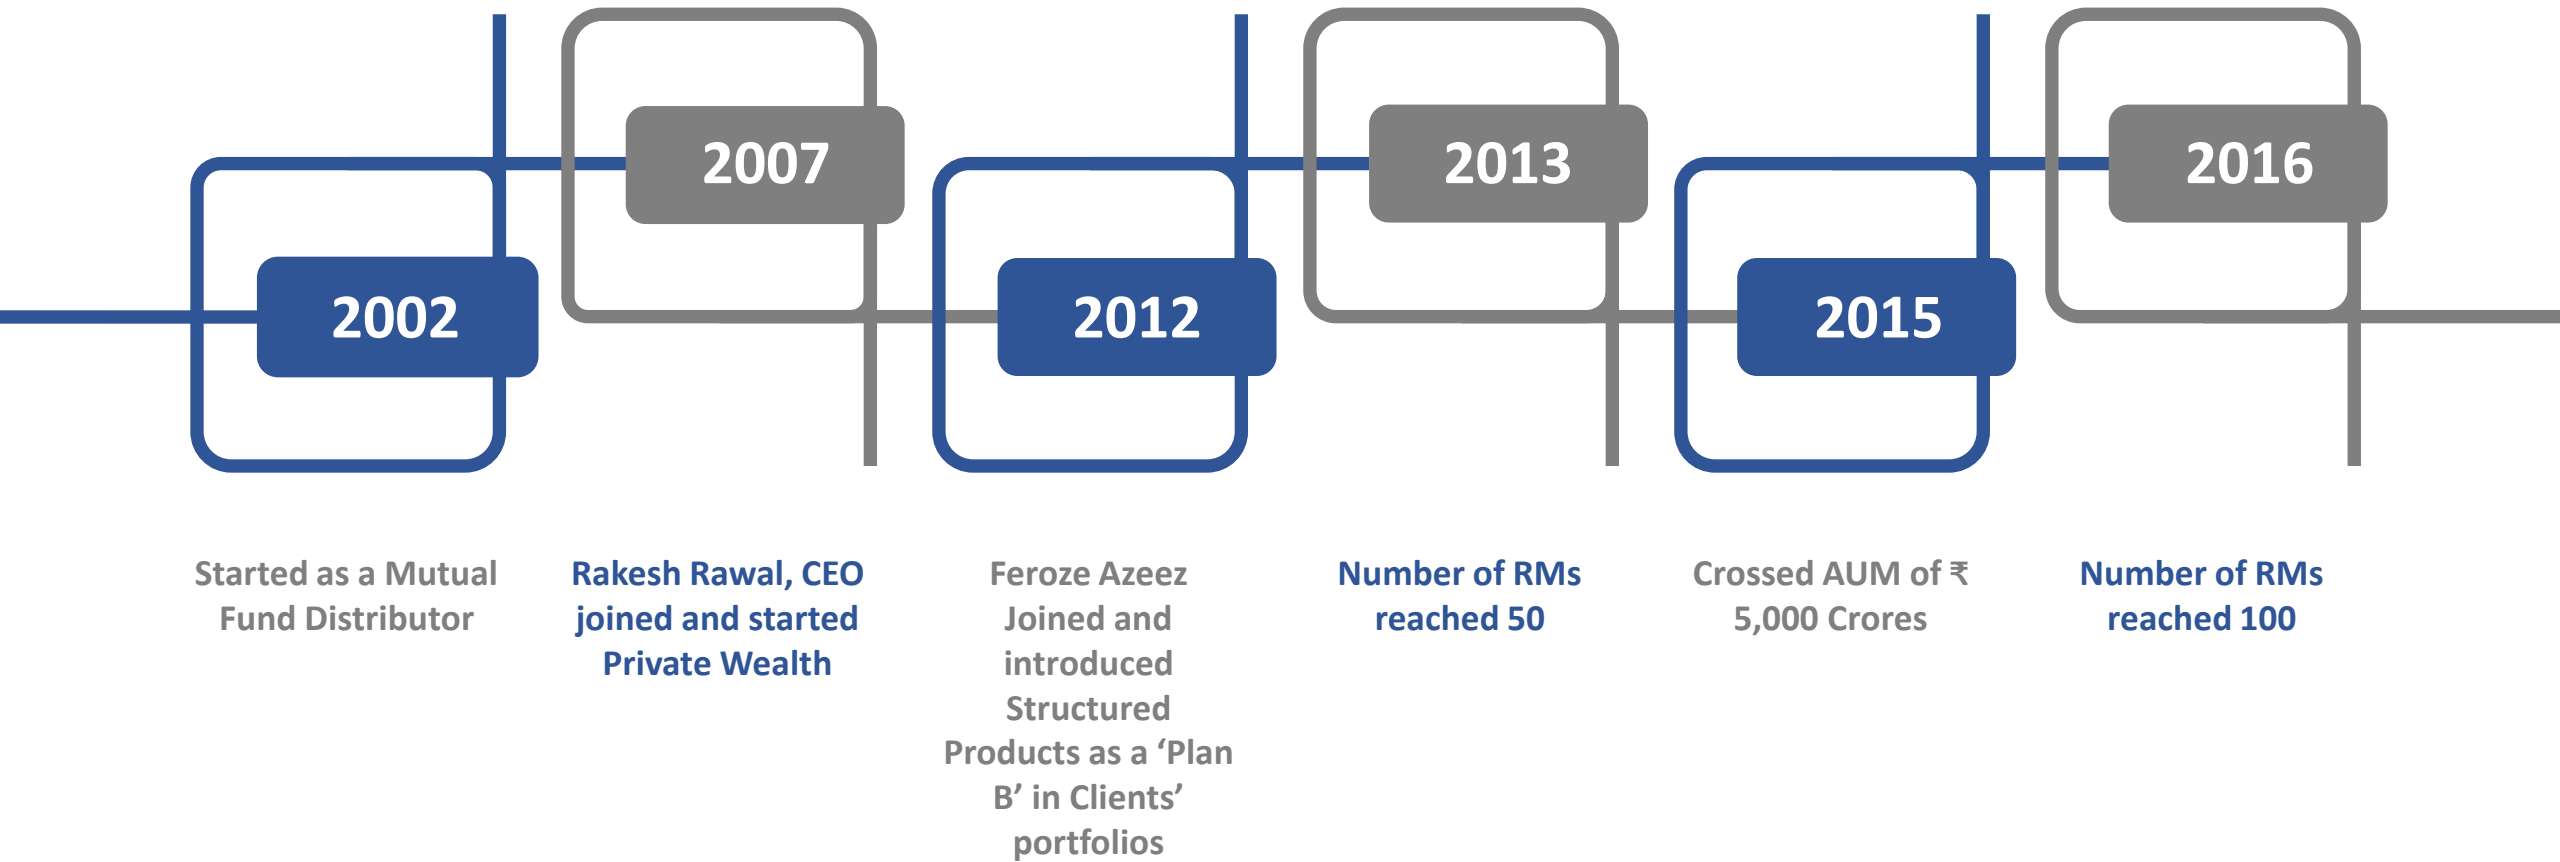 2002
2007
2012
2013
2015
2016
Started as a Mutual
Fund Distributor
Rakesh Rawal, CEO
joined and started
Private Wealth
Feroze Azeez
Joined and
introduced
Structured
Products as a ‘Plan
B’ in Clients’
portfolios
Number of RMs
reached 50
Crossed AUM of ₹
5,000 Crores
Number of RMs
reached 100